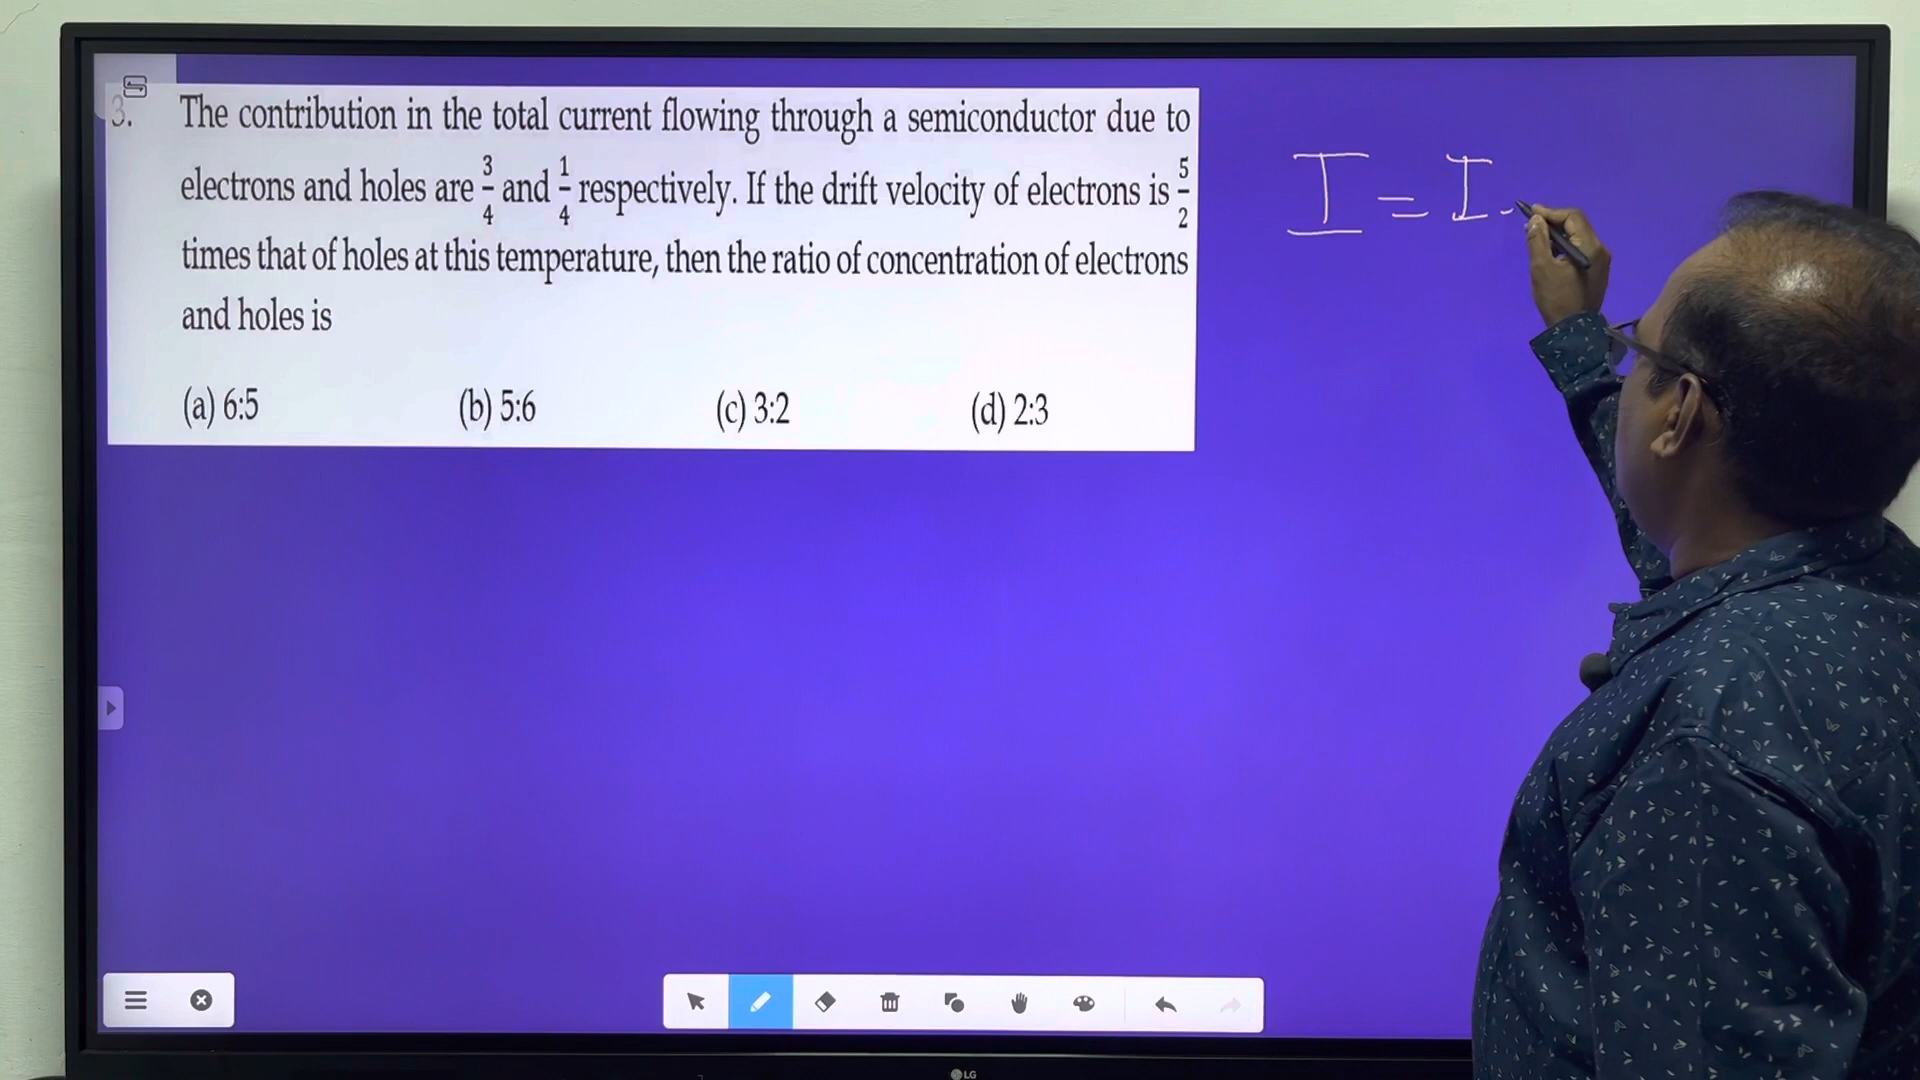 3. The contribution in the total current flowing through a semiconductor due to
electrons and holes are 3/4 and 1/4 respectively. If the drift velocity of electrons is 5/2
times that of holes at this temperature, then the ratio of concentration of electrons
and holes is
(a) 6:5 (b) 5:6 (c) 3:2 (d) 2:3
I = I
LG